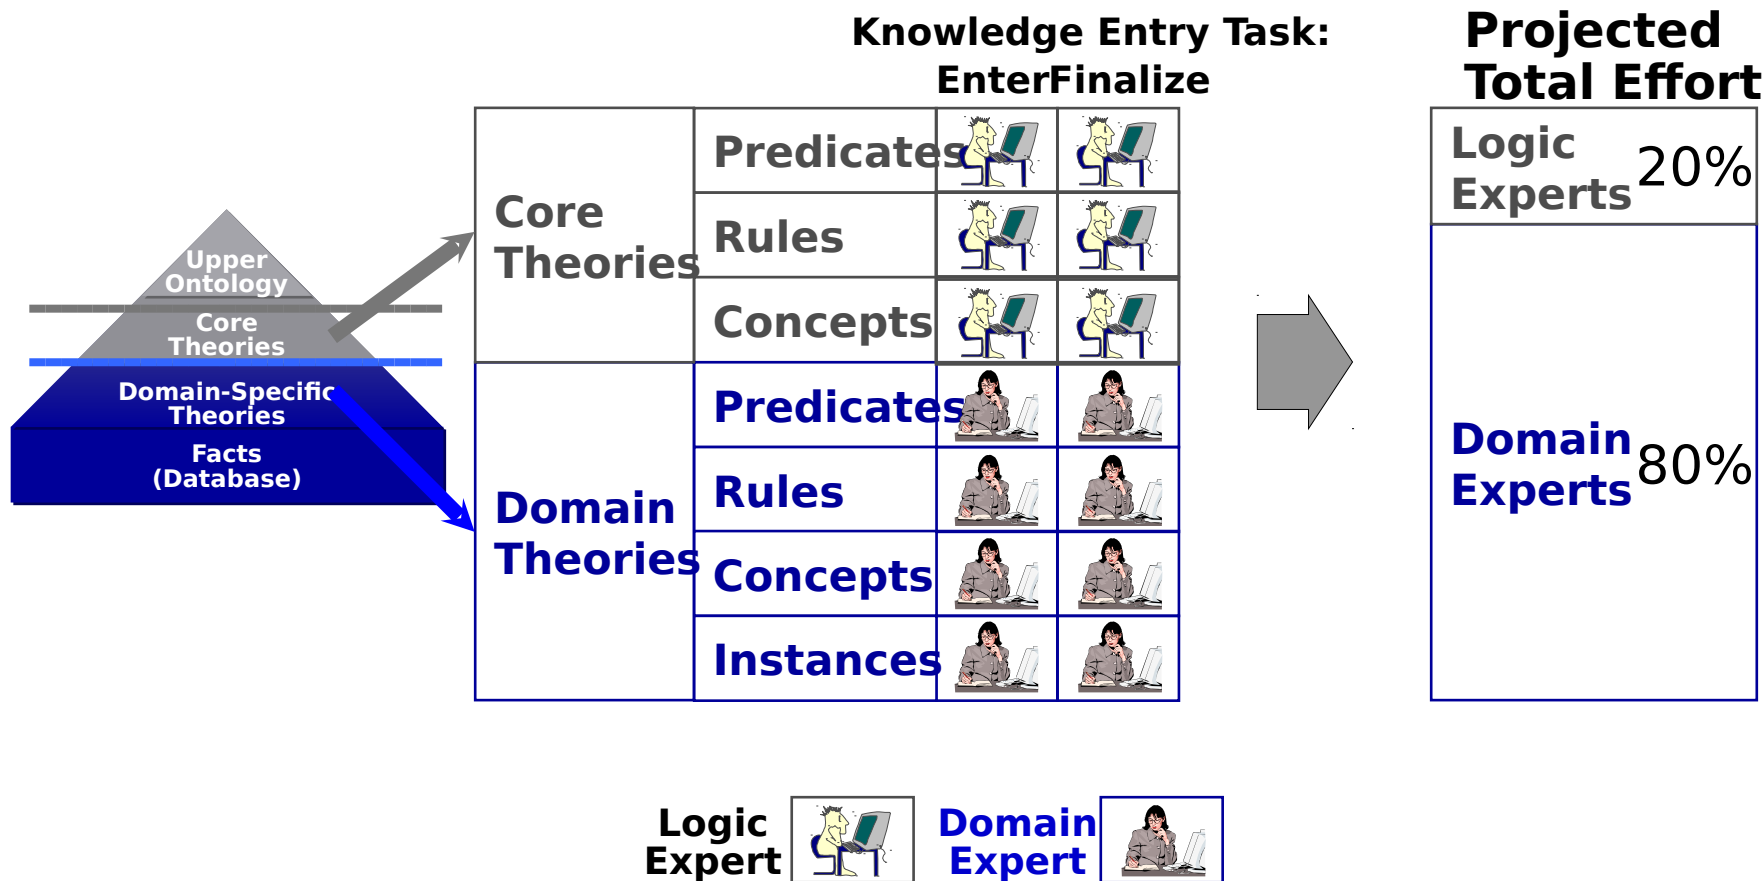 Knowledge Entry Task:
EnterFinalize
Projected
Total Effort
Upper
Ontology
Core
Theories
Domain-Specific
Theories
Facts
(Database)
Core
Theories
Predicates
Rules
Concepts
Domain
Theories
Predicates
Rules
Concepts
Instances
Logic
Experts
20%
Domain
Experts
80%
Logic
Expert
Domain
Expert